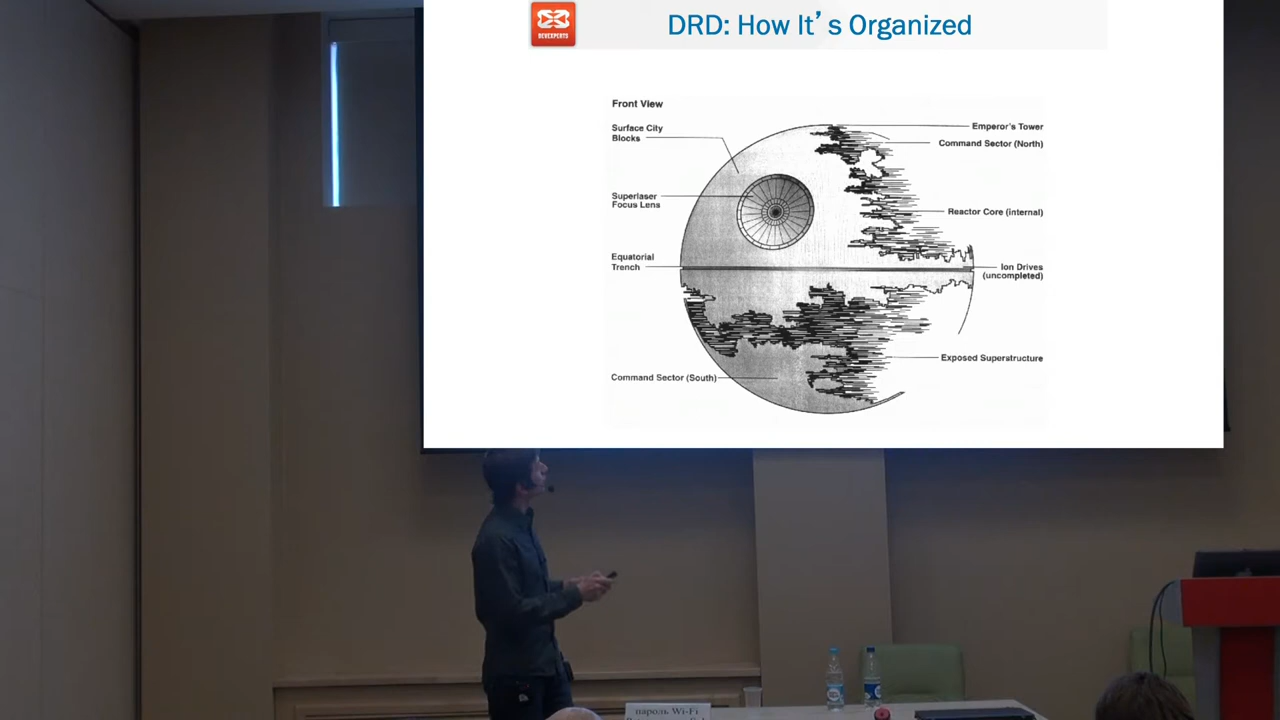 DEVEXPERTS
DRD: How It’s Organized
Front View
Surface City
Blocks
Superlaser
Focus Lens
Equatorial
Trench
Command Sector (South)
Emperor's Tower
Command Sector (North)
Reactor Core (internal)
Ion Drives
(uncompleted)
Exposed Superstructure
пароль Wi-Fi